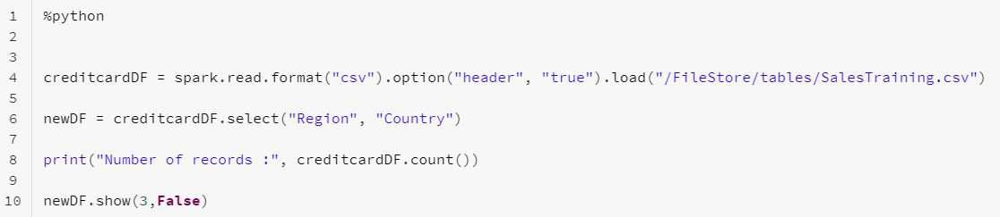 1 %python
2
3
4 creditcardDF = spark.read.format("csv").option("header", "true").load("/FileStore/tables/SalesTraining.csv")
5
6 newDF = creditcardDF.select("Region", "Country")
7
8 print("Number of records :", creditcardDF.count())
9
10 newDF.show(3,False)